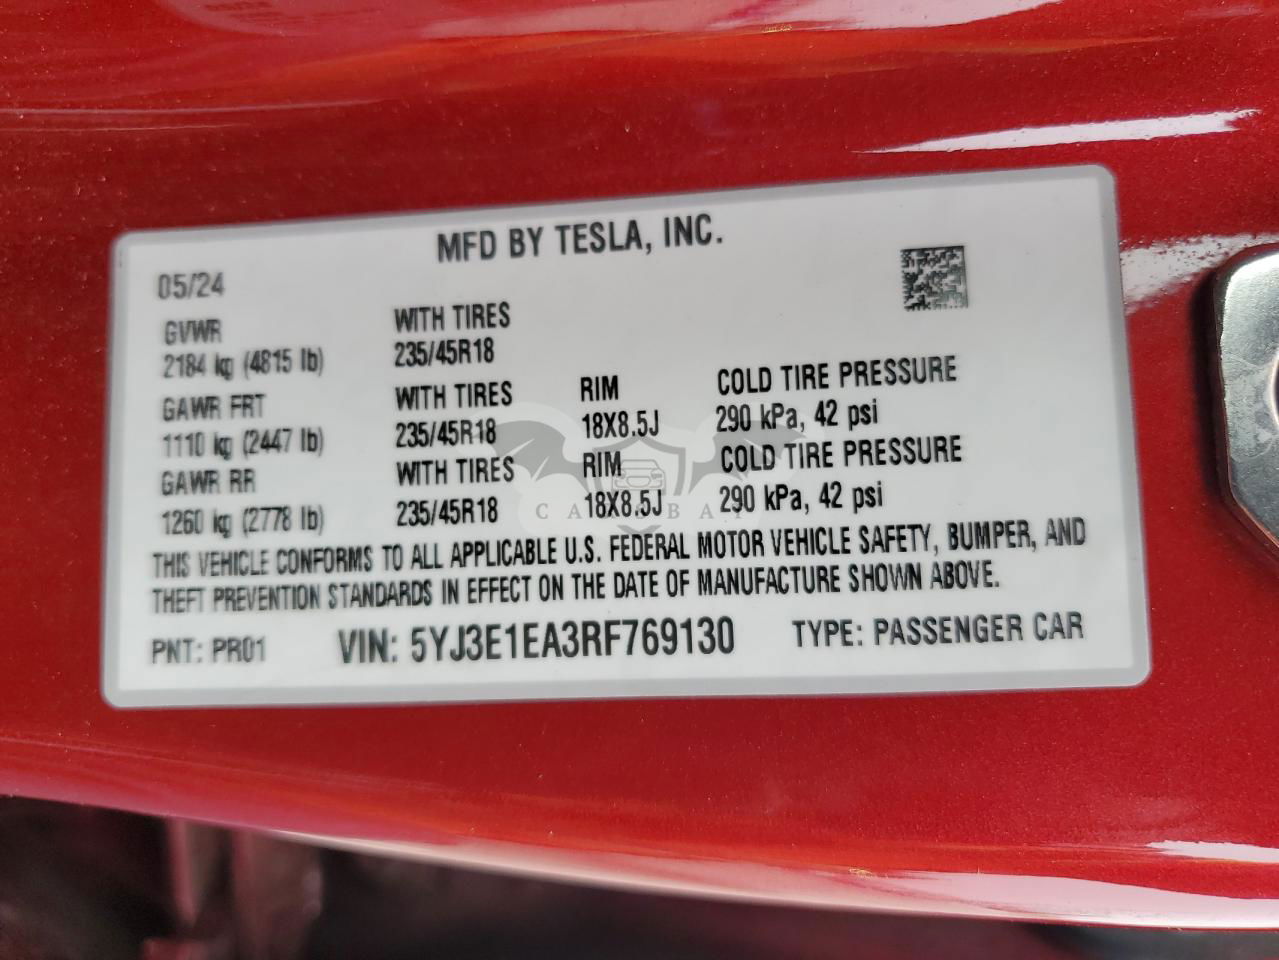 MFD BY TESLA, INC.
05/24
GVWR WITH TIRES
2184 kg (4815 lb) 235/45R18
GAWR FRT WITH TIRES RIM COLD TIRE PRESSURE
1110 kg (2447 lb) 235/45R18 18X8.5J 290 kPa, 42 psi
GAWR RR WITH TIRES RIM COLD TIRE PRESSURE
1260 kg (2778 lb) 235/45R18 18X8.5J 290 kPa, 42 psi
THIS VEHICLE CONFORMS TO ALL APPLICABLE U.S. FEDERAL MOTOR VEHICLE SAFETY, BUMPER, AND
THEFT PREVENTION STANDARDS IN EFFECT ON THE DATE OF MANUFACTURE SHOWN ABOVE.
PNT: PR01 VIN: 5YJ3E1EA3RF769130 TYPE: PASSENGER CAR